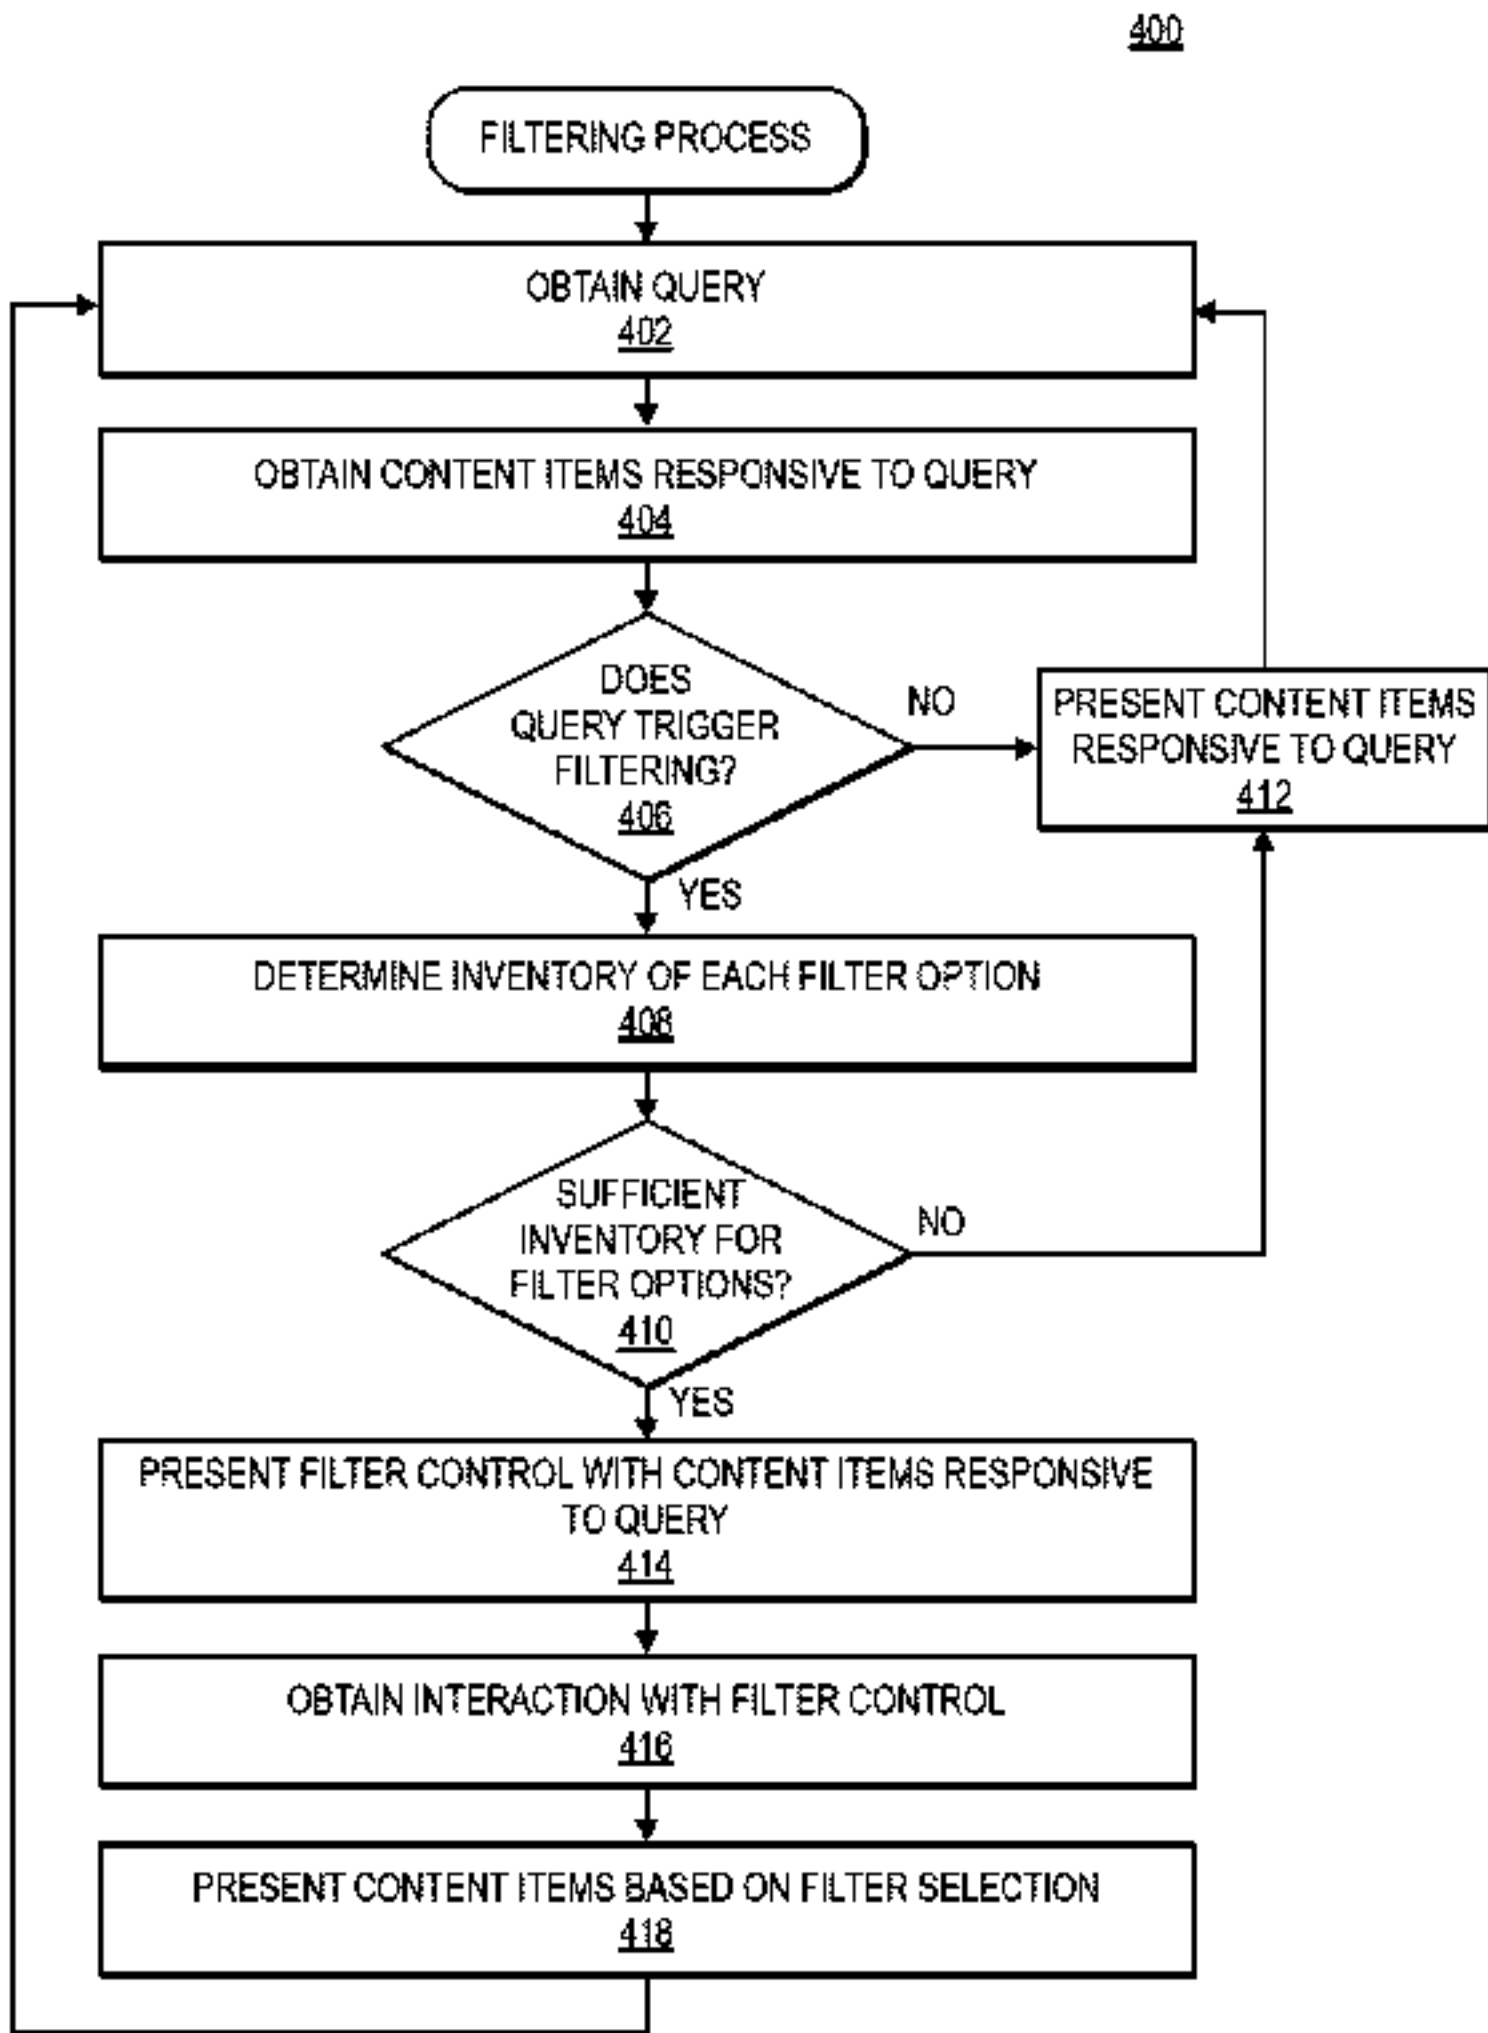 400
FILTERING PROCESS
OBTAIN QUERY
402
OBTAIN CONTENT ITEMS RESPONSIVE TO QUERY
404
DOES
QUERY TRIGGER
FILTERING?
406
NO
PRESENT CONTENT ITEMS
RESPONSIVE TO QUERY
412
YES
DETERMINE INVENTORY OF EACH FILTER OPTION
408
SUFFICIENT
INVENTORY FOR
FILTER OPTIONS?
410
NO
YES
PRESENT FILTER CONTROL WITH CONTENT ITEMS RESPONSIVE
TO QUERY
414
OBTAIN INTERACTION WITH FILTER CONTROL
416
PRESENT CONTENT ITEMS BASED ON FILTER SELECTION
418